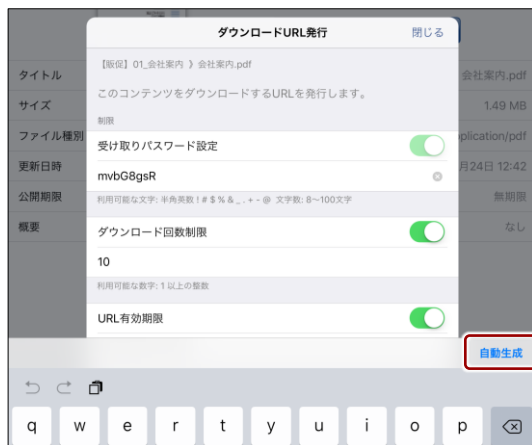 ダウンロードURL発行
閉じる
【販促】01_会社案内 》会社案内.pdf
このコンテンツをダウンロードするURLを発行します。
制限
受け取りパスワード設定
mvbG8gsR
利用可能な文字: 半角英数 ! # $ % & _ . + - @ 文字数: 8〜100文字
ダウンロード回数制限
10
利用可能な数字: 1 以上の整数
URL有効期限
タイトル
会社案内.pdf
サイズ
1.49 MB
ファイル種別
plication/pdf
更新日時
月24日 12:42
公開期限
無期限
概要
なし
自動生成
q w e r t y u i o p